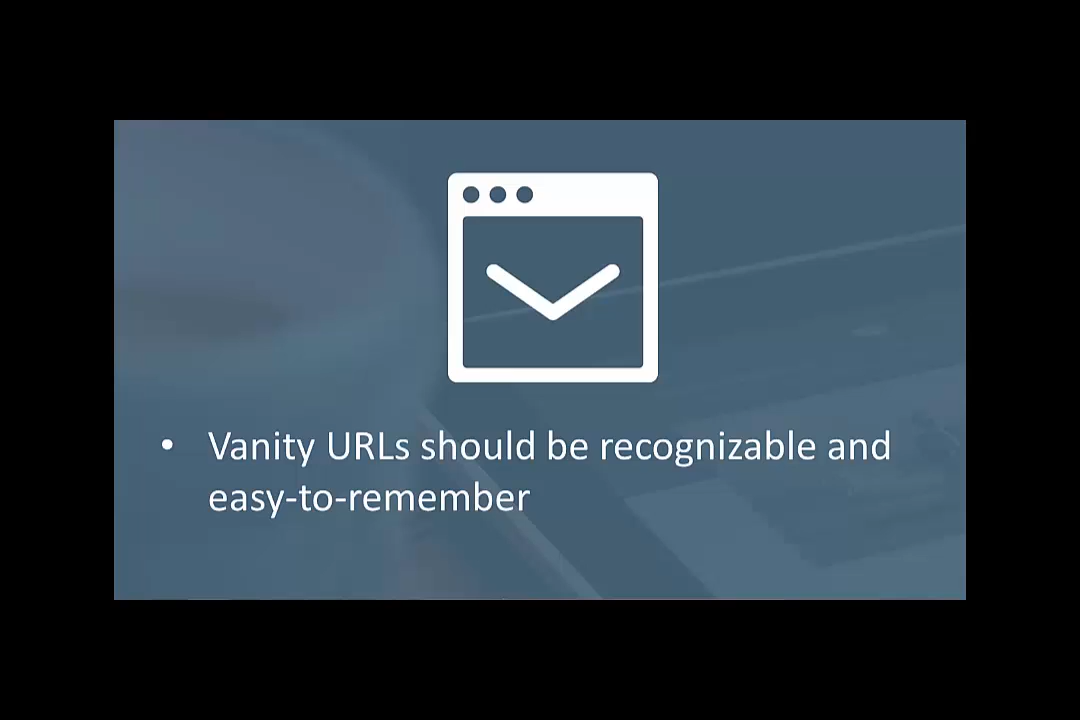 • Vanity URLs should be recognizable and
easy-to-remember